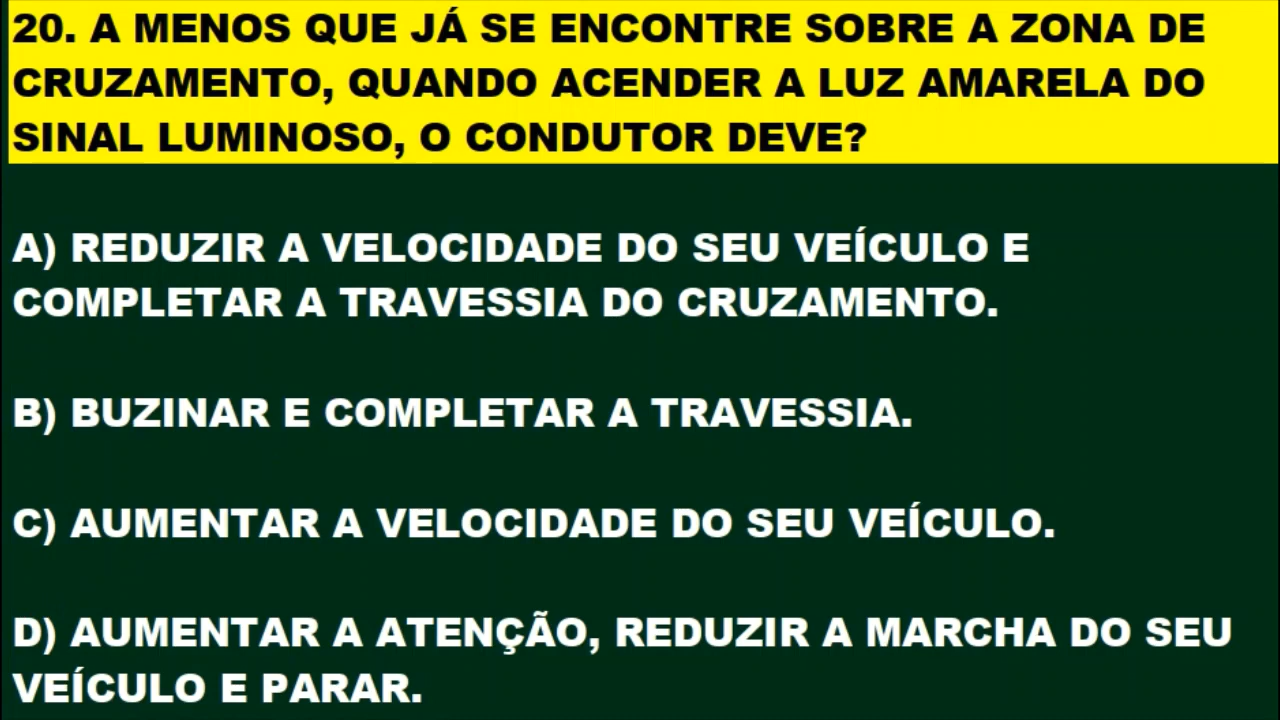 20. A MENOS QUE JÁ SE ENCONTRE SOBRE A ZONA DE
CRUZAMENTO, QUANDO ACENDER A LUZ AMARELA DO
SINAL LUMINOSO, O CONDUTOR DEVE?
A) REDUZIR A VELOCIDADE DO SEU VEÍCULO E
COMPLETAR A TRAVESSIA DO CRUZAMENTO.
B) BUZINAR E COMPLETAR A TRAVESSIA.
C) AUMENTAR A VELOCIDADE DO SEU VEÍCULO.
D) AUMENTAR A ATENÇÃO, REDUZIR A MARCHA DO SEU
VEÍCULO E PARAR.